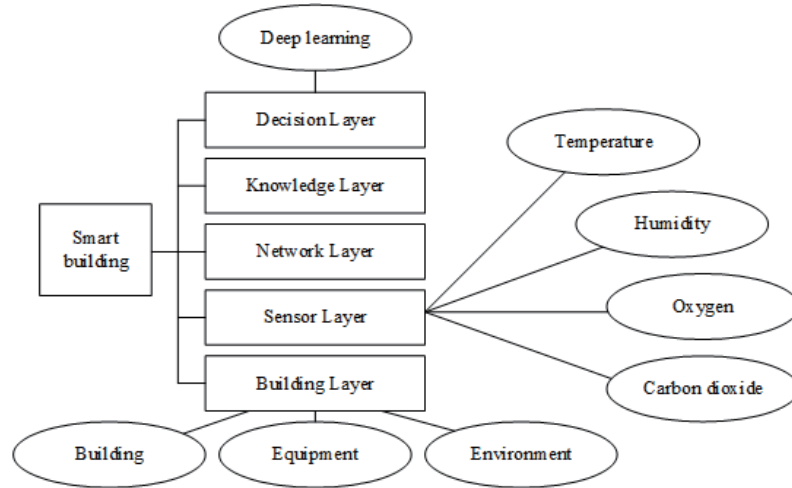 Deep learning
Decision Layer
Temperature
Knowledge Layer
Humidity
Smart
building
Network Layer
Sensor Layer
Oxygen
Building Layer
Carbon dioxide
Building
Equipment
Environment